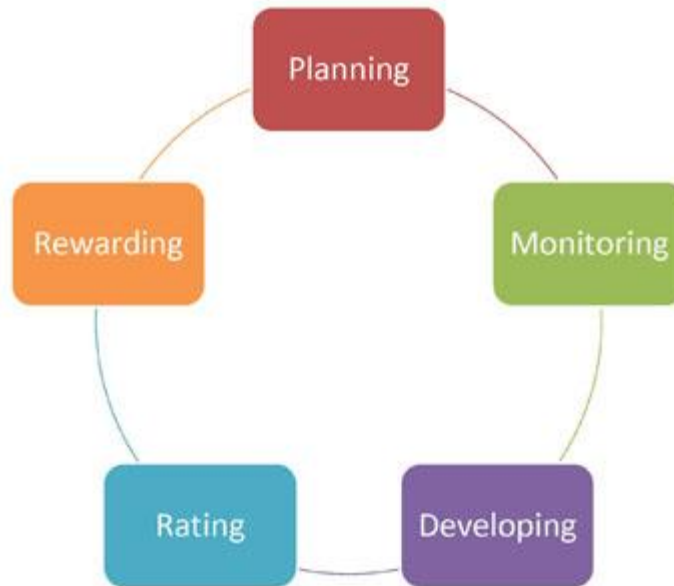 Planning
Monitoring
Developing
Rating
Rewarding